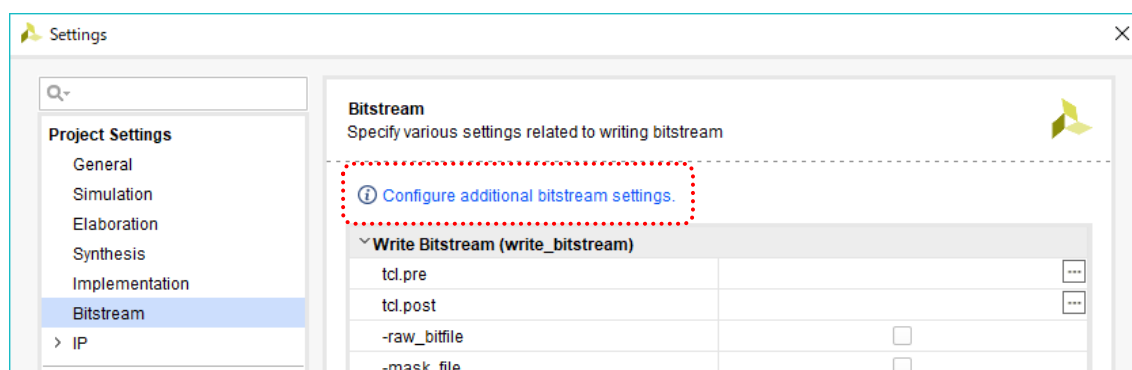 Settings
Project Settings
General
Simulation
Elaboration
Synthesis
Implementation
Bitstream
IP
Bitstream
Specify various settings related to writing bitstream
Configure additional bitstream settings.
Write Bitstream (write_bitstream)
tcl.pre
tcl.post
-raw_bitfile
-mask_file